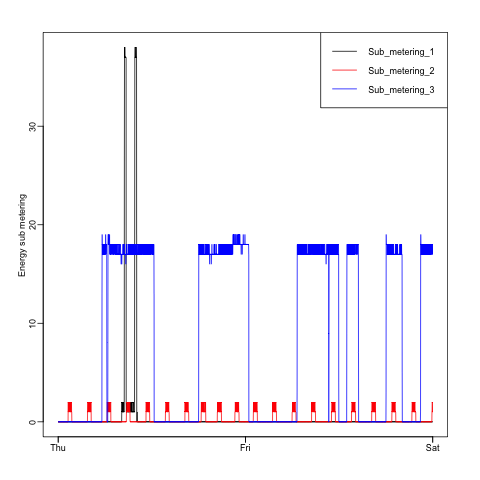 Sub_metering_1
Sub_metering_2
Sub_metering_3
Energy sub metering
30
20
10
0
Thu Fri Sat